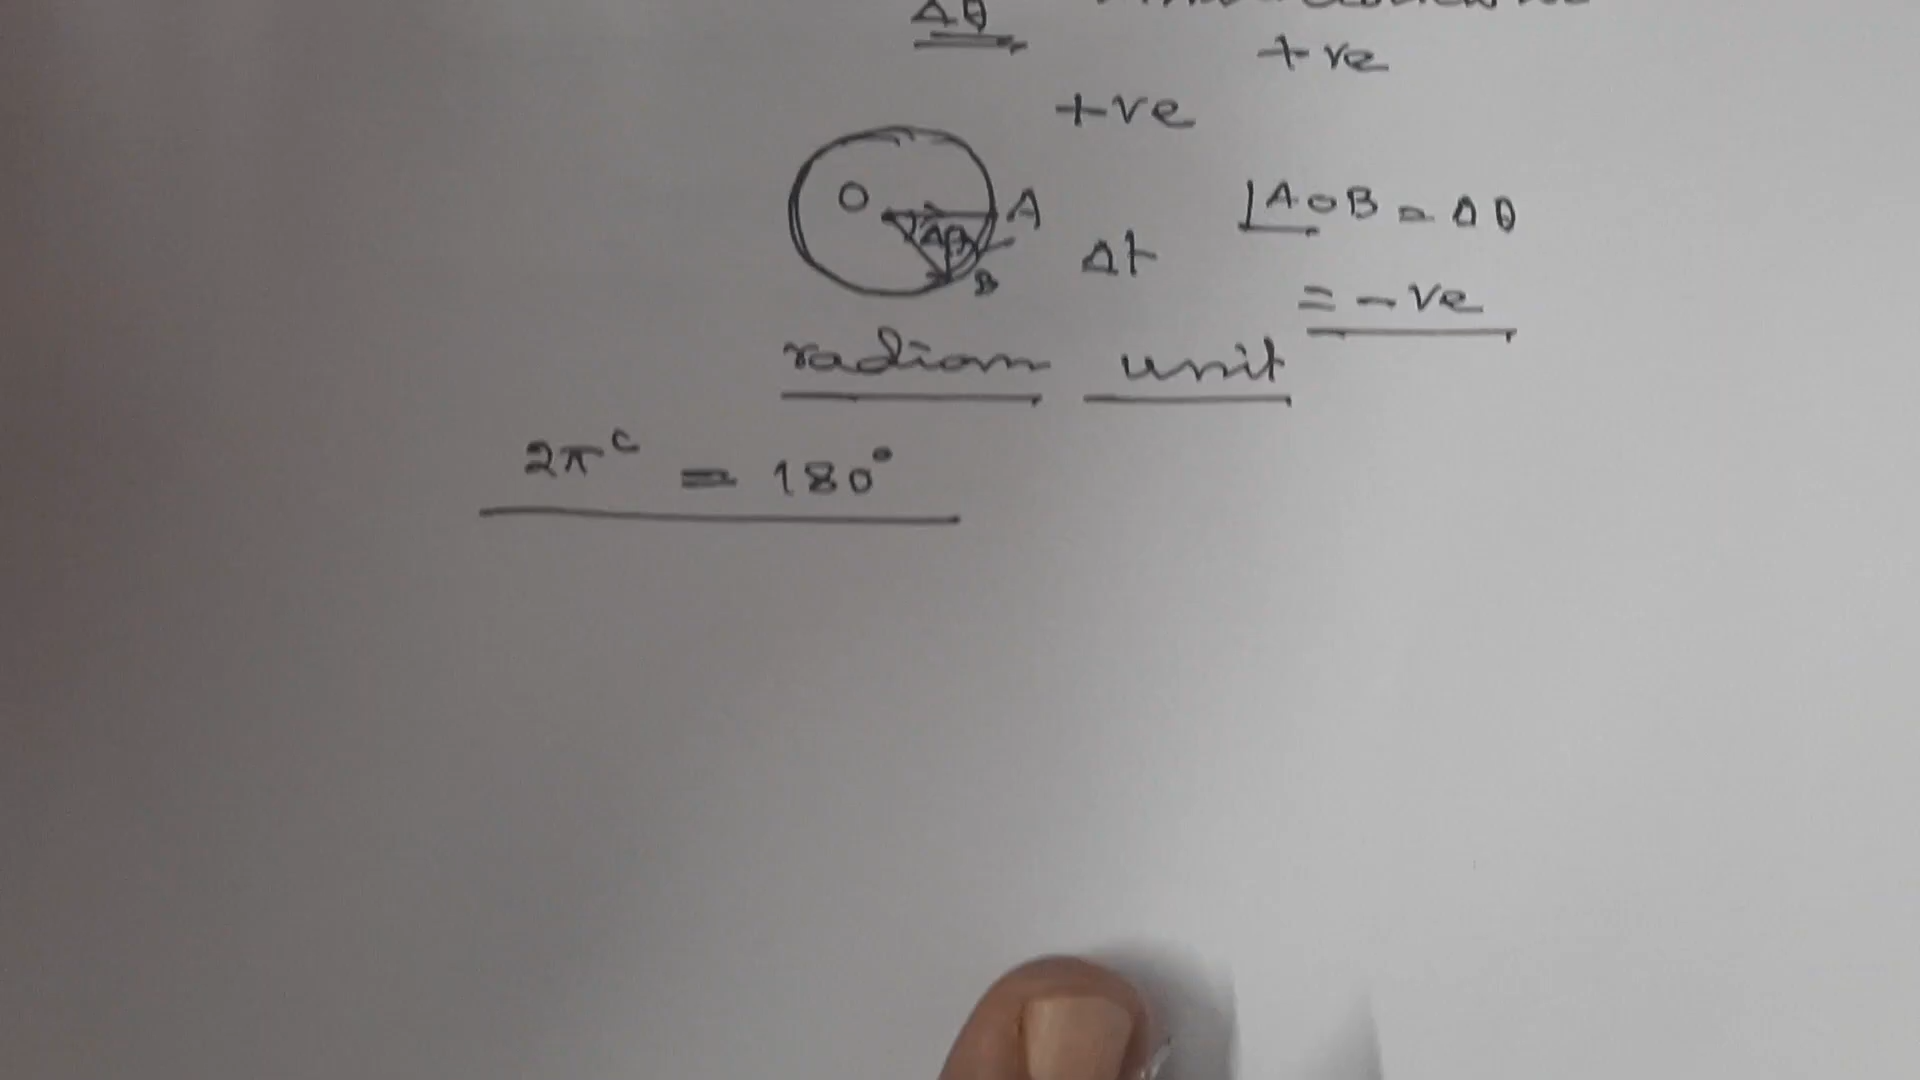 Δθ
+ve
+ve
O
A
Δθ
B
Δt
∠AOB = Δθ
= -ve
radian unit
2π^c = 180°